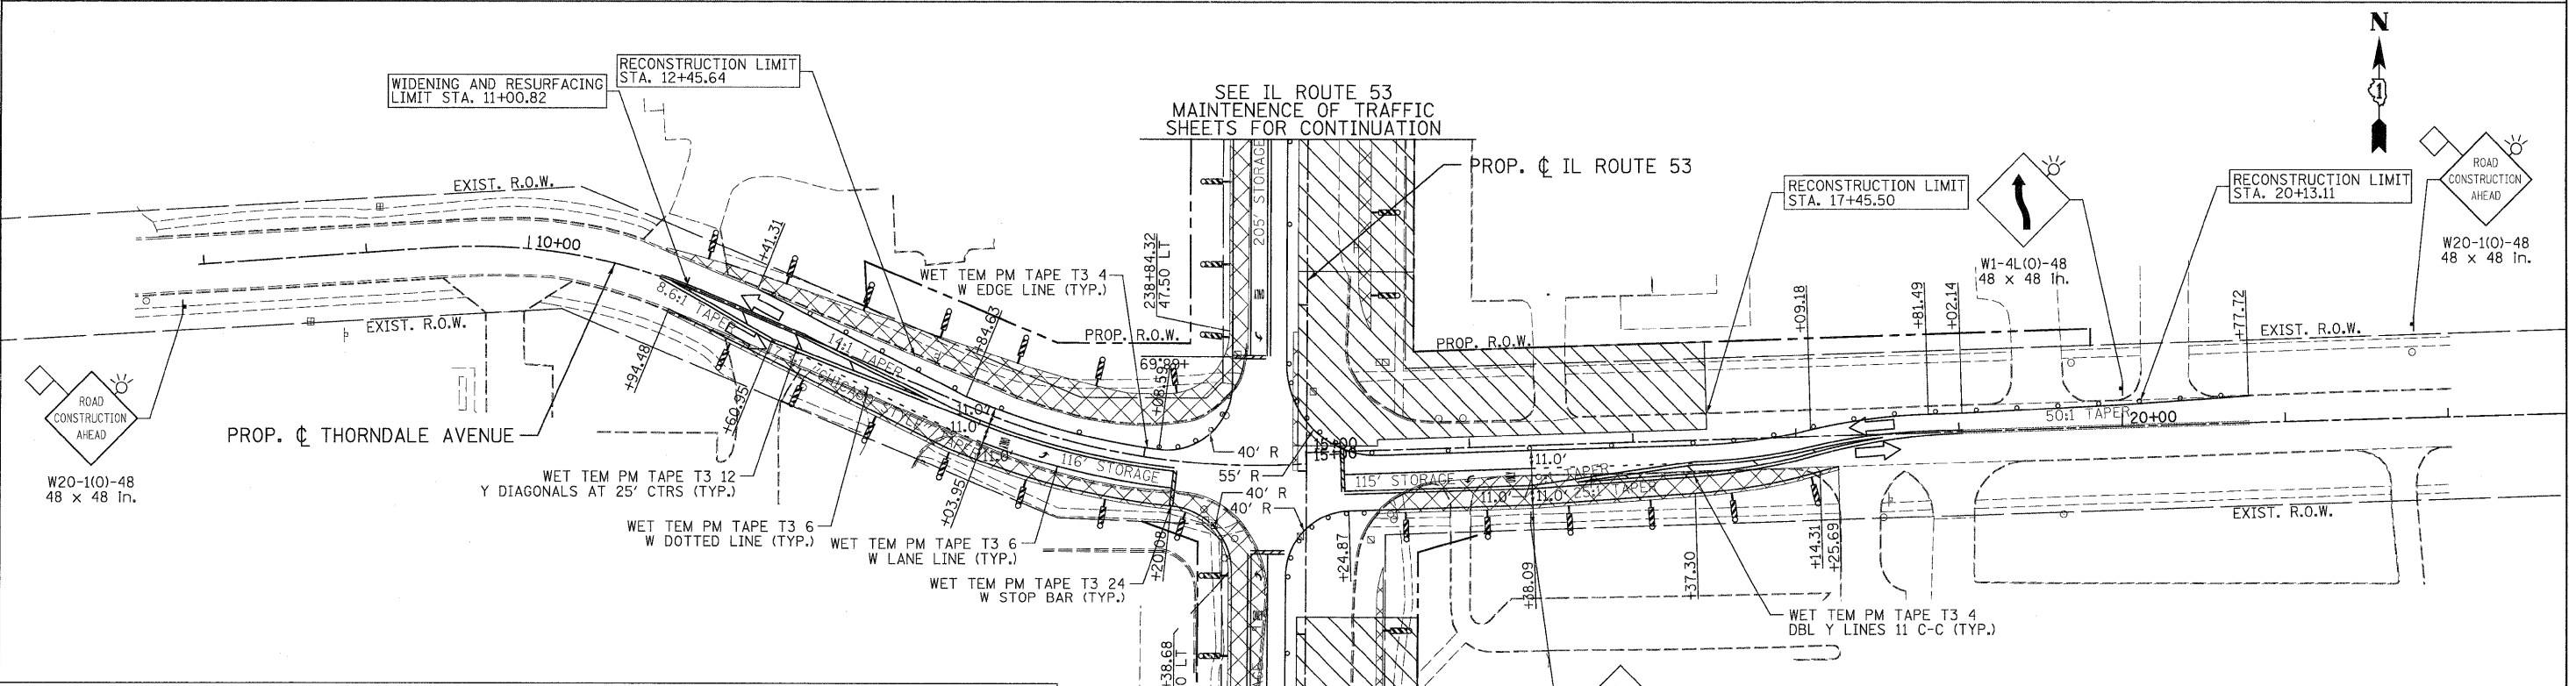 WIDENING AND RESURFACING
LIMIT STA. 11+00.82
RECONSTRUCTION LIMIT
STA. 12+45.64
SEE IL ROUTE 53
MAINTENENCE OF TRAFFIC
SHEETS FOR CONTINUATION
PROP. ℄ IL ROUTE 53
RECONSTRUCTION LIMIT
STA. 17+45.50
RECONSTRUCTION LIMIT
STA. 20+13.11
N
1
ROAD
CONSTRUCTION
AHEAD
W20-1(O)-48
48 x 48 in.
W1-4L(O)-48
48 x 48 in.
EXIST. R.O.W.
10+00
+41.31
205' STORAGE
238+84.32
47.50 LT
WET TEM PM TAPE T3 4
W EDGE LINE (TYP.)
+84.63
PROP. R.O.W.
PROP. R.O.W.
+09.18
+81.49
+02.14
+77.72
EXIST. R.O.W.
EXIST. R.O.W.
8.6:1
TAPER
14:1 TAPER
+94.48
+60.95
ROAD
CONSTRUCTION
AHEAD
W20-1(O)-48
48 x 48 in.
PROP. ℄ THORNDALE AVENUE
11.0'
11.0'
11.0'
116' STORAGE
40' R
55' R
40' R
40' R
15+00
115' STORAGE
11.0'
9:1 TAPER
11.0'
11.0'
25:1 TAPER
50:1 TAPER
20+00
WET TEM PM TAPE T3 12
Y DIAGONALS AT 25' CTRS (TYP.)
+03.95
WET TEM PM TAPE T3 6
W DOTTED LINE (TYP.)
WET TEM PM TAPE T3 6
W LANE LINE (TYP.)
+20.08
WET TEM PM TAPE T3 24
W STOP BAR (TYP.)
+24.87
+38.09
+37.30
+14.31
+25.69
EXIST. R.O.W.
WET TEM PM TAPE T3 4
DBL Y LINES 11 C-C (TYP.)
+38.68